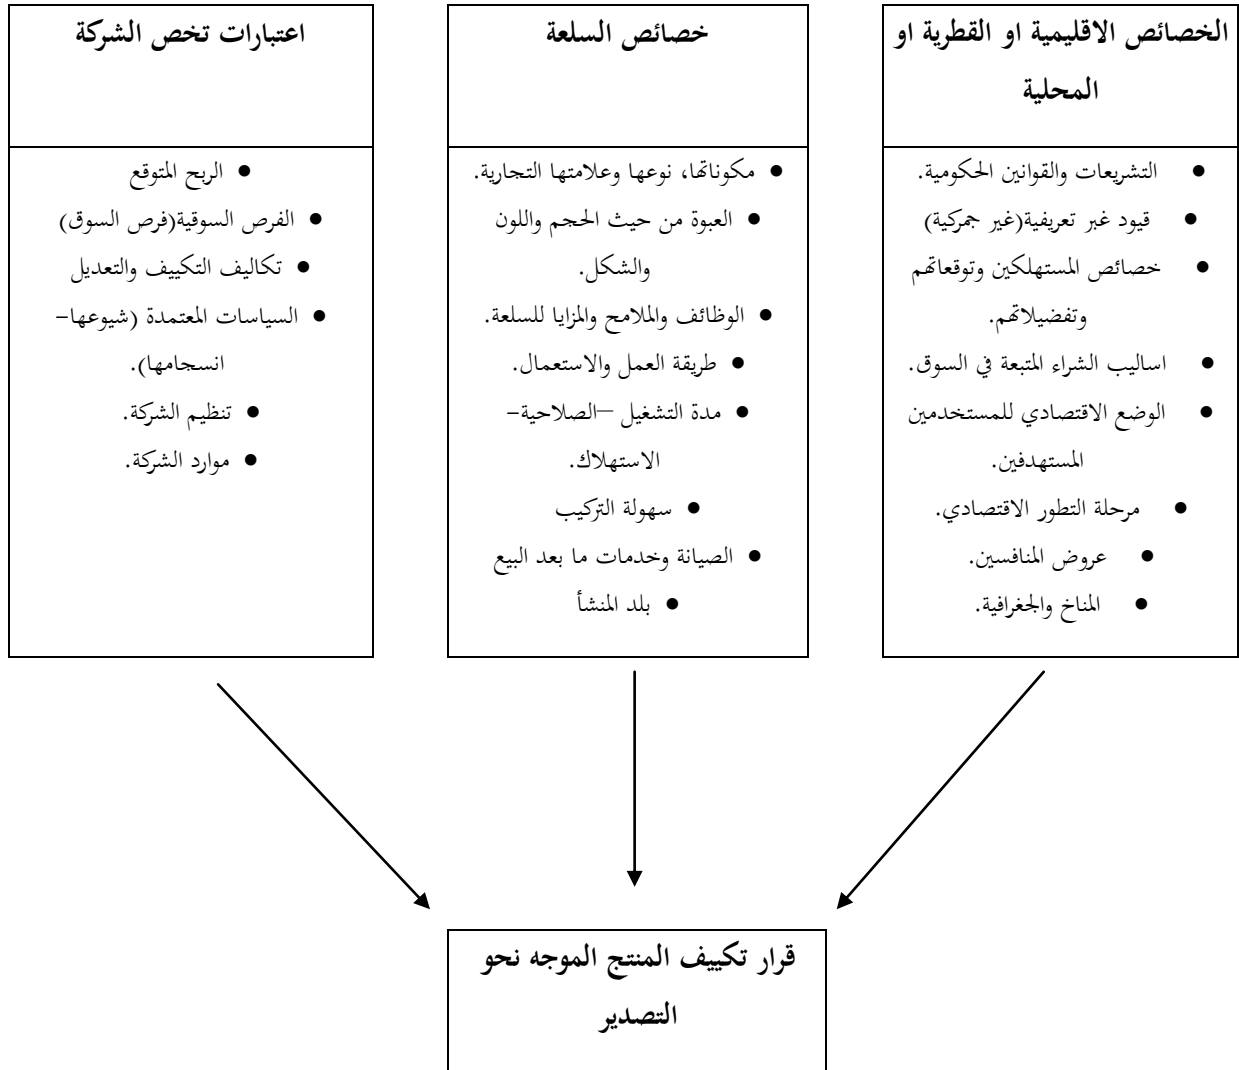 الخصائص الاقليمية او القطرية او
المحلية
● التشريعات والقوانين الحكومية.
● قيود غبر تعريفية(غير جمركية)
● خصائص المستهلكين وتوقعاتهم
وتفضيلاتهم.
● اساليب الشراء المتبعة في السوق.
● الوضع الاقتصادي للمستخدمين
المستهدفين.
● مرحلة التطور الاقتصادي.
● عروض المنافسين.
● المناخ والجغرافية.
خصائص السلعة
● مكوناتها، نوعها وعلامتها التجارية.
● العبوة من حيث الحجم واللون
والشكل.
● الوظائف والملامح والمزايا للسلعة.
● طريقة العمل والاستعمال.
● مدة التشغيل –الصلاحية–
الاستهلاك.
● سهولة التركيب
● الصيانة وخدمات ما بعد البيع
● بلد المنشأ
اعتبارات تخص الشركة
● الربح المتوقع
● الفرص السوقية(فرص السوق)
● تكاليف التكييف والتعديل
● السياسات المعتمدة (شيوعها–
انسجامها).
● تنظيم الشركة.
● موارد الشركة.
قرار تكييف المنتج الموجه نحو
التصدير